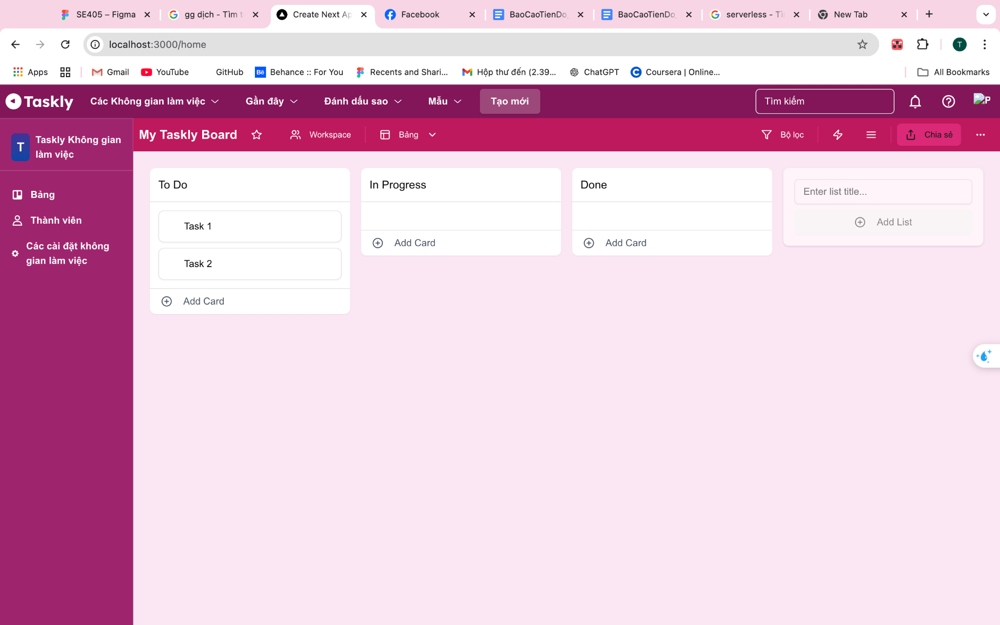 SE405 – Figma
gg dịch - Tìm t
Create Next Ap
Facebook
BaoCaoTienDo_
BaoCaoTienDo_
serverless - Tì
New Tab
localhost:3000/home
T
Apps
Gmail
YouTube
GitHub
Bē Behance :: For You
Recents and Shari...
Hộp thư đến (2.39...
ChatGPT
Coursera | Online...
All Bookmarks
Taskly
Các Không gian làm việc
Gần đây
Đánh dấu sao
Mẫu
Tạo mới
Tìm kiếm
P
T
Taskly Không gian
làm việc
My Taskly Board
Workspace
Bảng
Bộ lọc
Chia sẻ
Bảng
Thành viên
Các cài đặt không
gian làm việc
To Do
Task 1
Task 2
Add Card
In Progress
Add Card
Done
Add Card
Enter list title...
Add List